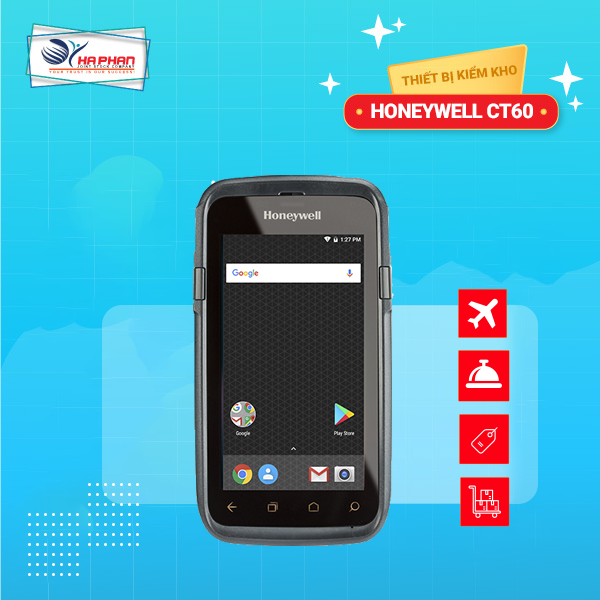 HA PHAN
JOINT STOCK COMPANY
YOUR TRUST IS OUR SUCCESS!
THIẾT BỊ KIỂM KHO
HONEYWELL CT60
Honeywell
1:27 PM
Google
Google
Play Store